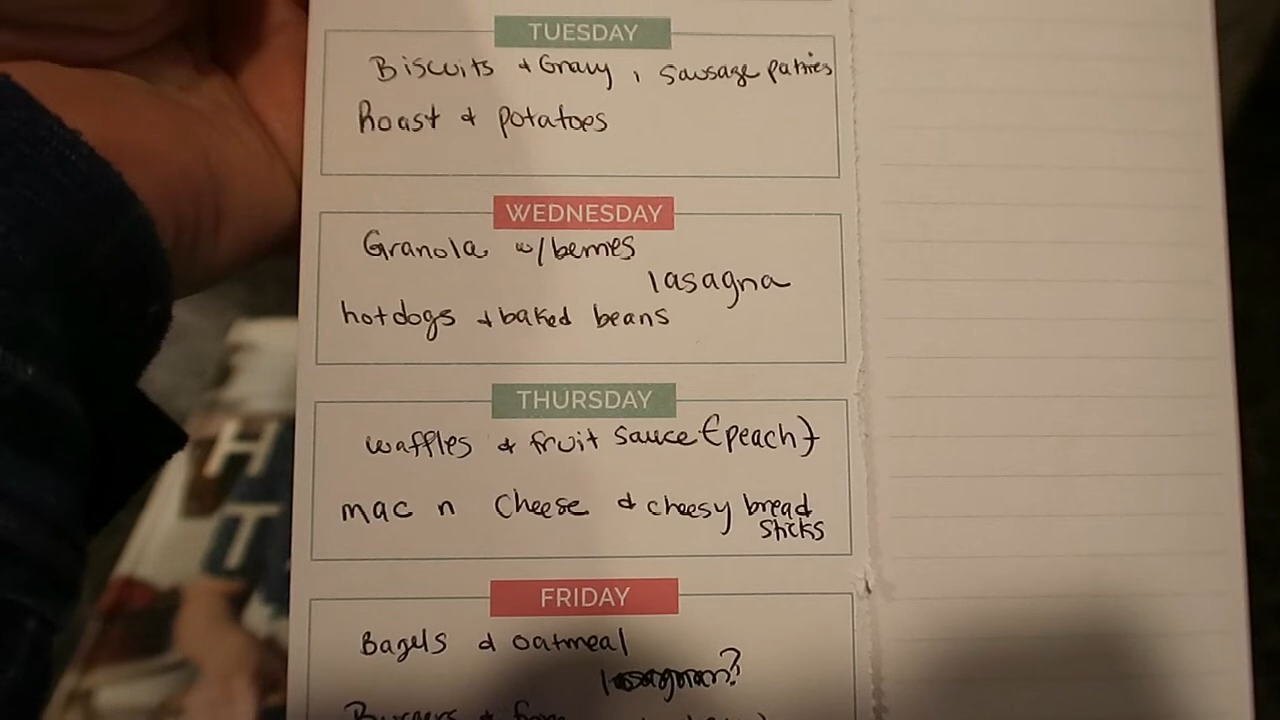 TUESDAY
Biscuits & Gravy, sausage patties
Roast & potatoes
WEDNESDAY
Granola w/berries
lasagna
hotdogs & baked beans
THURSDAY
waffles & fruit sauce (peach)
mac n Cheese & cheesy bread
sticks
FRIDAY
Bagels & oatmeal
Burgers &
H
T